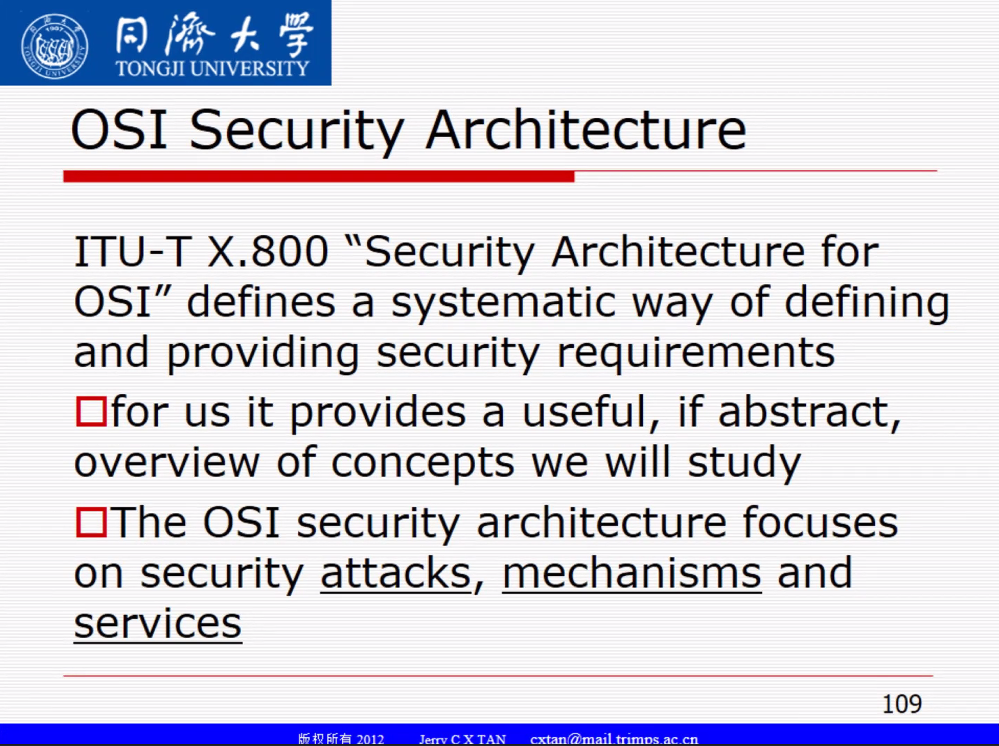 同濟大學
TONGJI UNIVERSITY
OSI Security Architecture
ITU-T X.800 “Security Architecture for
OSI” defines a systematic way of defining
and providing security requirements
for us it provides a useful, if abstract,
overview of concepts we will study
The OSI security architecture focuses
on security attacks, mechanisms and
services
109
版权所有 2012 Jerry C X TAN cxtan@mail.trimps.ac.cn